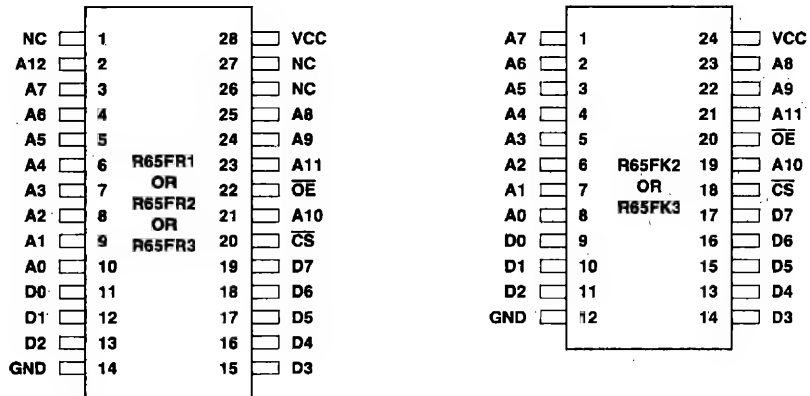 NC 1 28 VCC
A12 2 27 NC
A7 3 26 NC
A6 4 25 A8
A5 5 24 A9
A4 6 23 A11
A3 7 22 OE
A2 8 21 A10
A1 9 20 CS
A0 10 19 D7
D0 11 18 D6
D1 12 17 D5
D2 13 16 D4
GND 14 15 D3
R65FR1
OR
R65FR2
OR
R65FR3
A7 1 24 VCC
A6 2 23 A8
A5 3 22 A9
A4 4 21 A11
A3 5 20 OE
A2 6 19 A10
A1 7 18 CS
A0 8 17 D7
D0 9 16 D6
D1 10 15 D5
D2 11 13 D4
GND 12 14 D3
R65FK2
OR
R65FK3